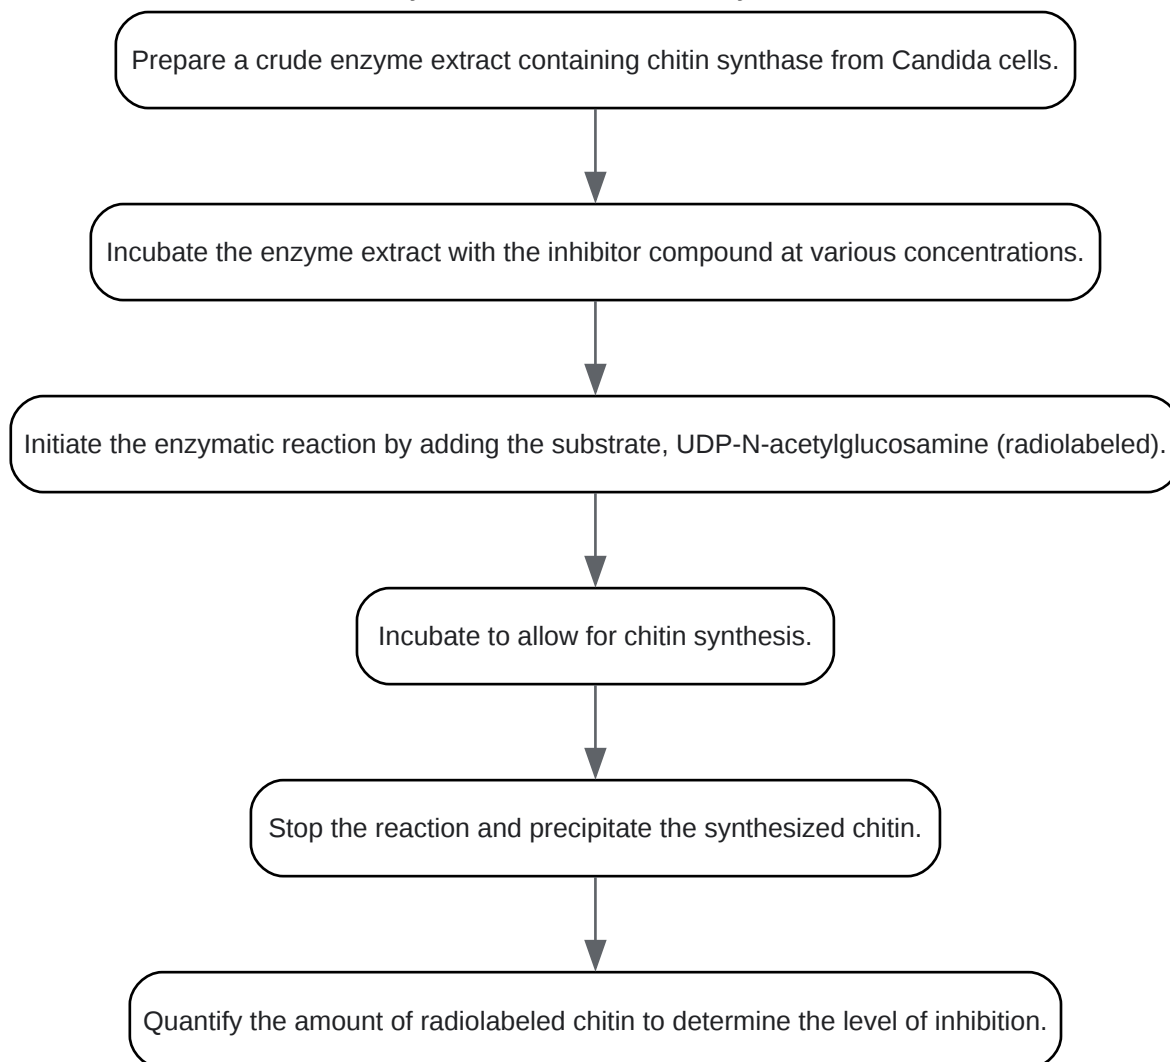 Prepare a crude enzyme extract containing chitin synthase from Candida cells.
Incubate the enzyme extract with the inhibitor compound at various concentrations.
Initiate the enzymatic reaction by adding the substrate, UDP-N-acetylglucosamine (radiolabeled).
Incubate to allow for chitin synthesis.
Stop the reaction and precipitate the synthesized chitin.
Quantify the amount of radiolabeled chitin to determine the level of inhibition.